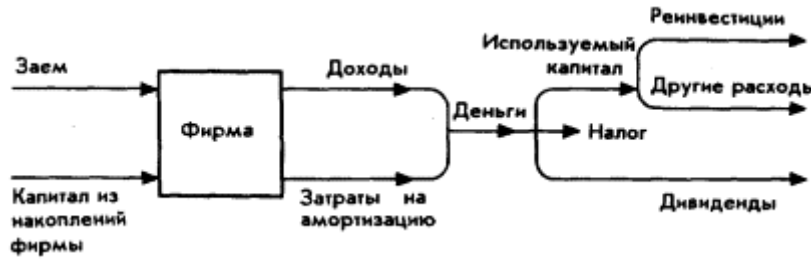 Реинвестиции
Используемый
капитал
Заем
Доходы
Другие расходы
Деньги
Фирма
Налог
Капитал из
накоплений
фирмы
Затраты на
амортизацию
Дивиденды